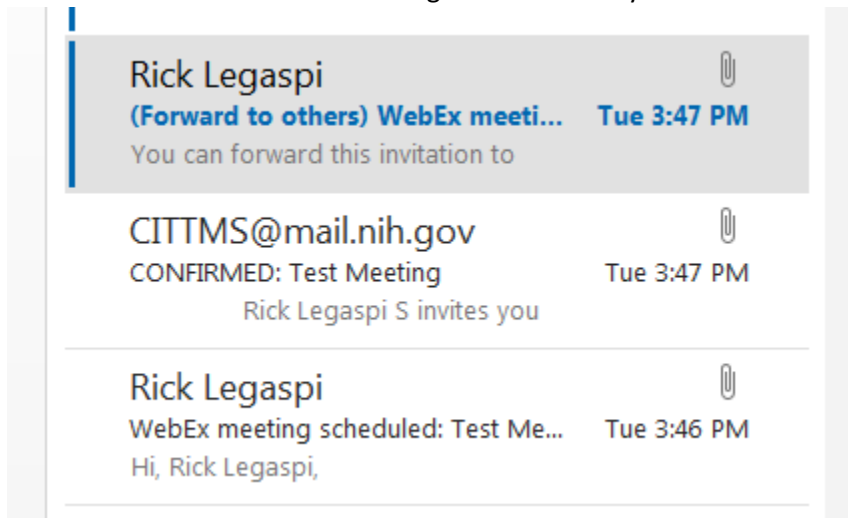 Rick Legaspi
(Forward to others) WebEx meeti... Tue 3:47 PM
You can forward this invitation to
CITTMS@mail.nih.gov
CONFIRMED: Test Meeting Tue 3:47 PM
Rick Legaspi S invites you
Rick Legaspi
WebEx meeting scheduled: Test Me... Tue 3:46 PM
Hi, Rick Legaspi,